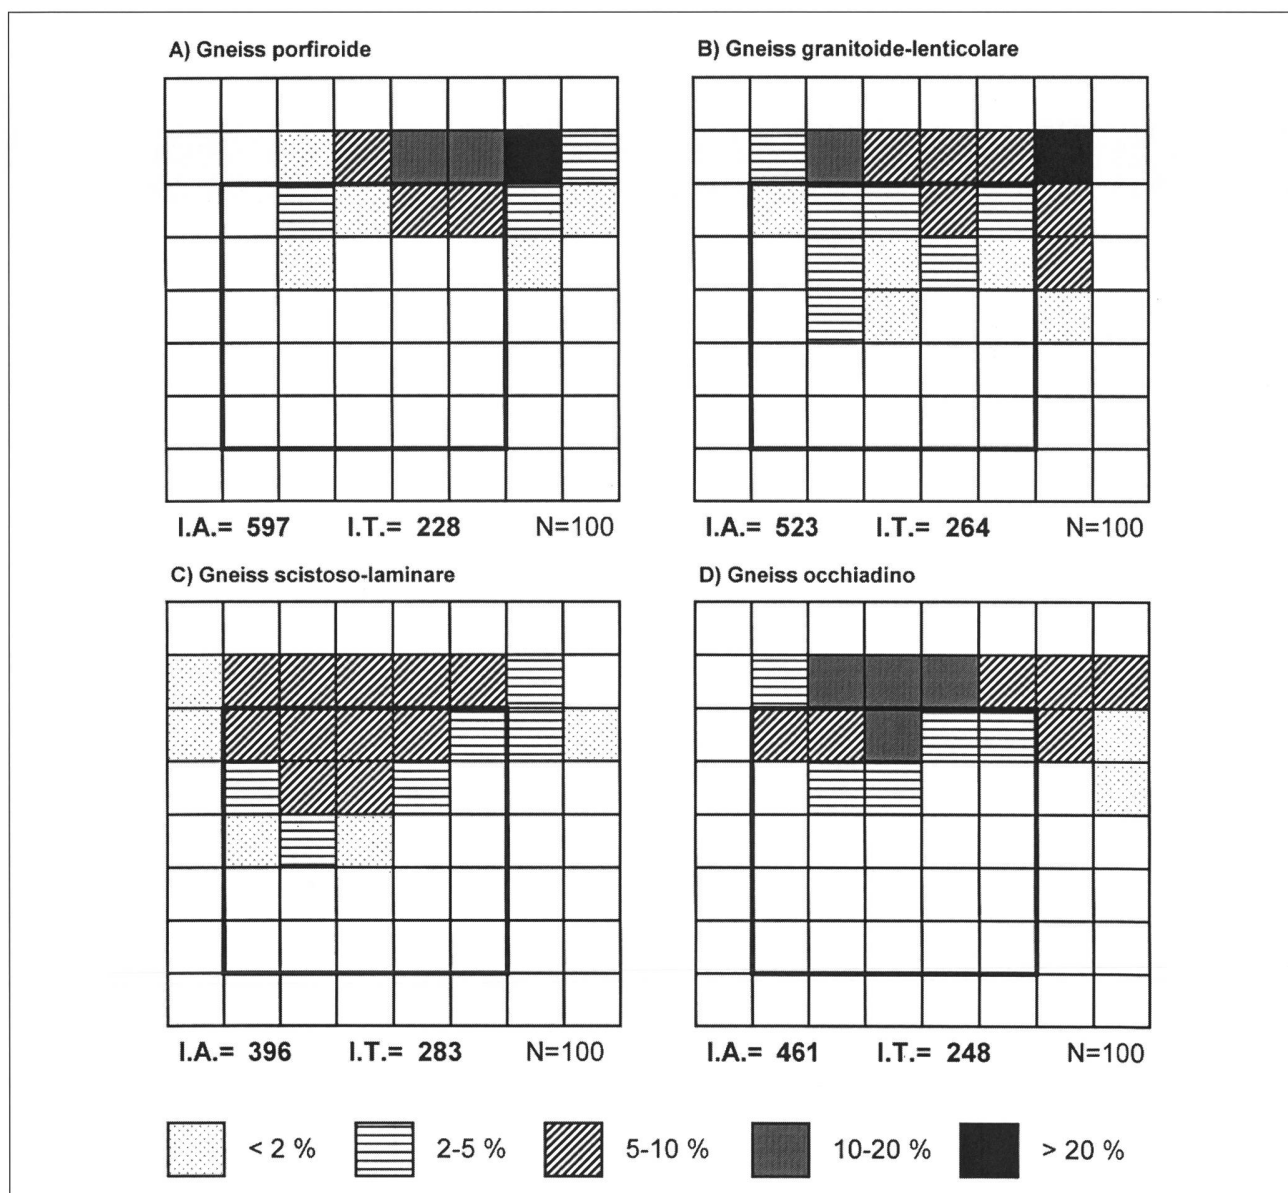 A) Gneiss porfiroide
B) Gneiss granitoide-lenticolare
I.A.= 597 I.T.= 228 N=100
I.A.= 523 I.T.= 264 N=100
C) Gneiss scistoso-laminare
D) Gneiss occhiadino
I.A.= 396 I.T.= 283 N=100
I.A.= 461 I.T.= 248 N=100
< 2 % 2-5 % 5-10 % 10-20 % > 20 %